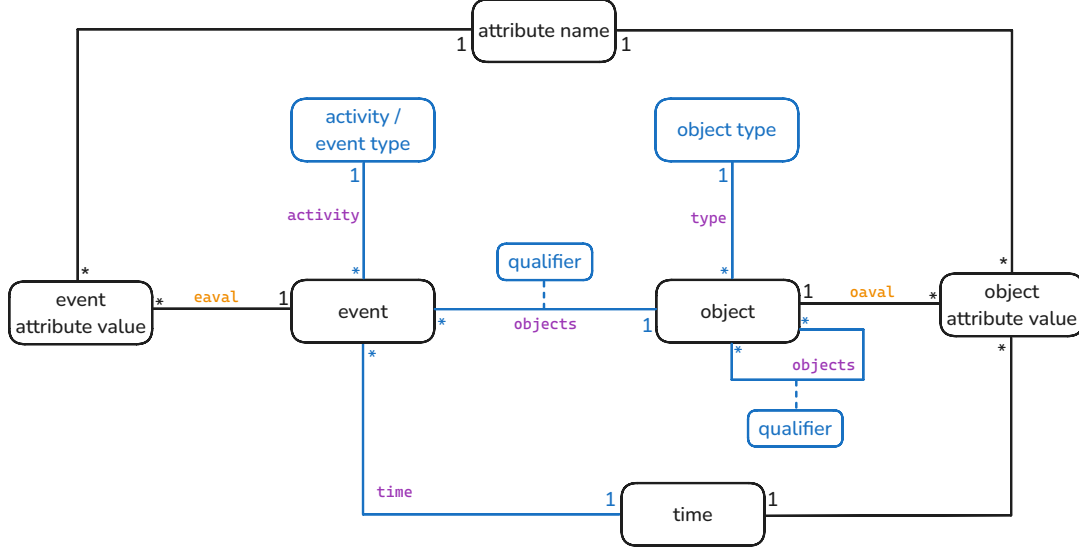 attribute name
1
1
activity /
event type
object type
1
1
activity
type
qualifier
*
*
*
*
event
attribute value
*
eaval
1
event
*
objects
1
object
1
oaval
*
object
attribute value
*
*
*
objects
*
qualifier
time
1
time
1